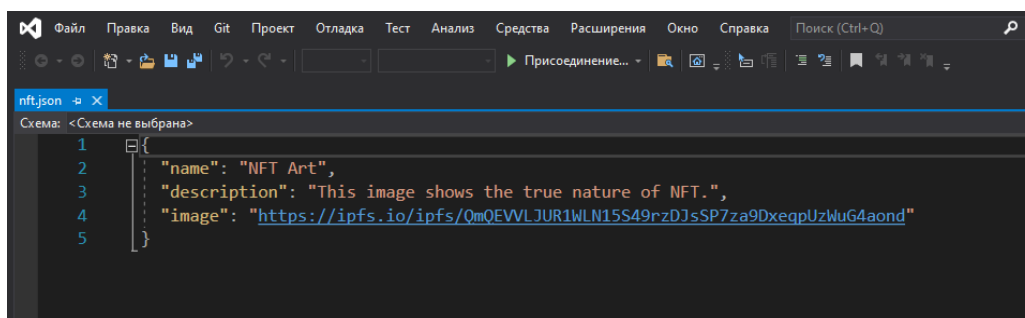 Файл Правка Вид Git Проект Отладка Тест Анализ Средства Расширения Окно Справка Поиск (Ctrl+Q)
Присоединение...
nft.json
Схема: <Схема не выбрана>
1 {
2 "name": "NFT Art",
3 "description": "This image shows the true nature of NFT.",
4 "image": "https://ipfs.io/ipfs/QmQEVVLJUR1WLN15S49rzDJsSP7za9DxeqpUzWuG4aond"
5 }